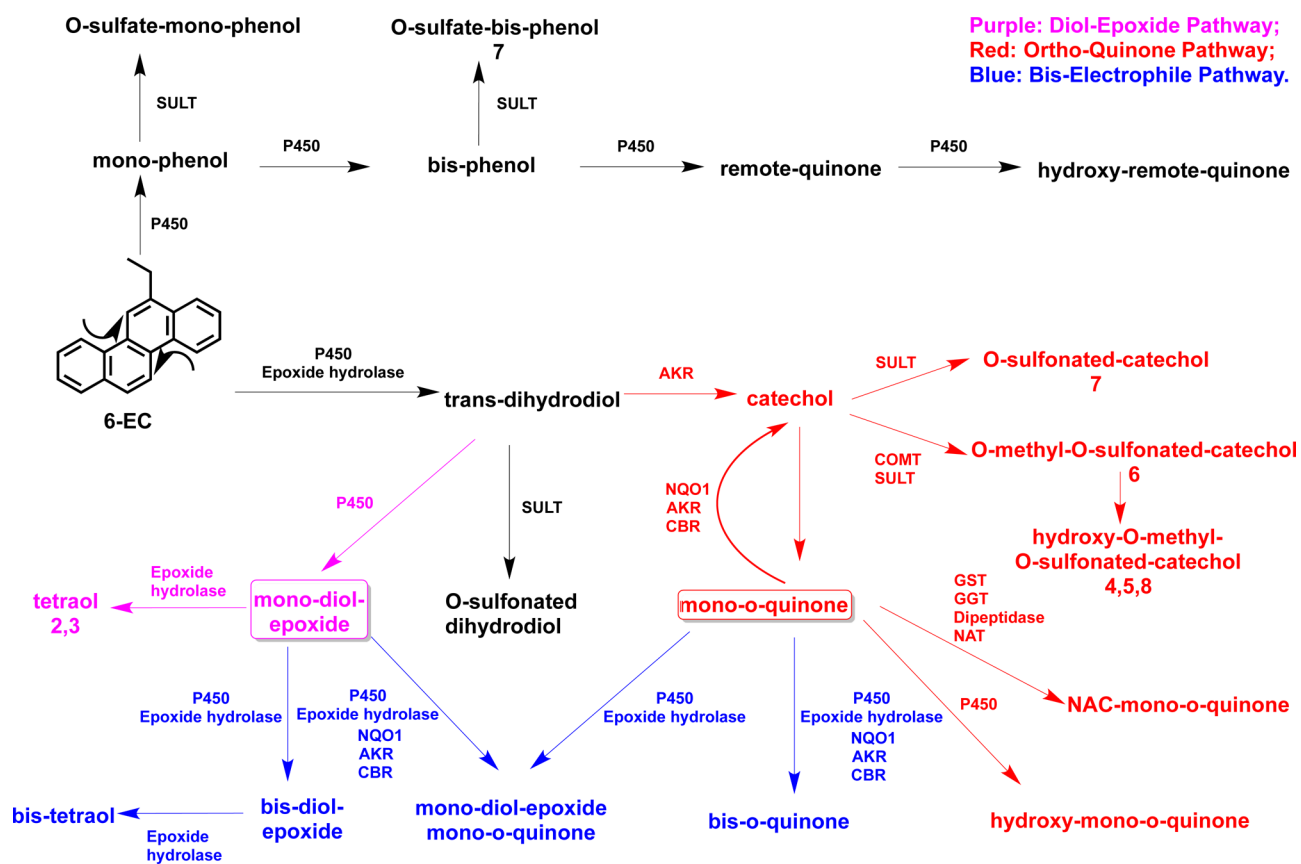 O-sulfate-mono-phenol
O-sulfate-bis-phenol
7
Purple: Diol-Epoxide Pathway;
Red: Ortho-Quinone Pathway;
Blue: Bis-Electrophile Pathway.
SULT
SULT
mono-phenol
P450
bis-phenol
P450
remote-quinone
P450
hydroxy-remote-quinone
P450
6-EC
P450
Epoxide hydrolase
trans-dihydrodiol
AKR
catechol
SULT
O-sulfonated-catechol
7
COMT
SULT
O-methyl-O-sulfonated-catechol
6
hydroxy-O-methyl-
O-sulfonated-catechol
4,5,8
P450
SULT
NQO1
AKR
CBR
Epoxide
hydrolase
tetraol
2,3
mono-diol-
epoxide
O-sulfonated
dihydrodiol
mono-o-quinone
GST
GGT
Dipeptidase
NAT
P450
Epoxide hydrolase
P450
Epoxide hydrolase
NQO1
AKR
CBR
P450
Epoxide hydrolase
P450
Epoxide hydrolase
NQO1
AKR
CBR
P450
NAC-mono-o-quinone
bis-tetraol
Epoxide
hydrolase
bis-diol-
epoxide
mono-diol-epoxide
mono-o-quinone
bis-o-quinone
hydroxy-mono-o-quinone